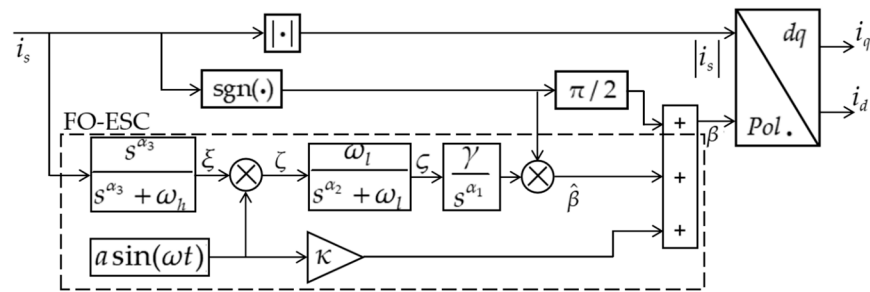 i_s
|·|
|i_s|
dq
Pol.
i_q
i_d
sgn(·)
π/2
+
β
FO-ESC
s^{α_3} / (s^{α_3} + ω_h)
ξ
×
ζ
ω_l / (s^{α_2} + ω_l)
ς
γ / s^{α_1}
×
β̂
+
a sin(ωt)
κ
+